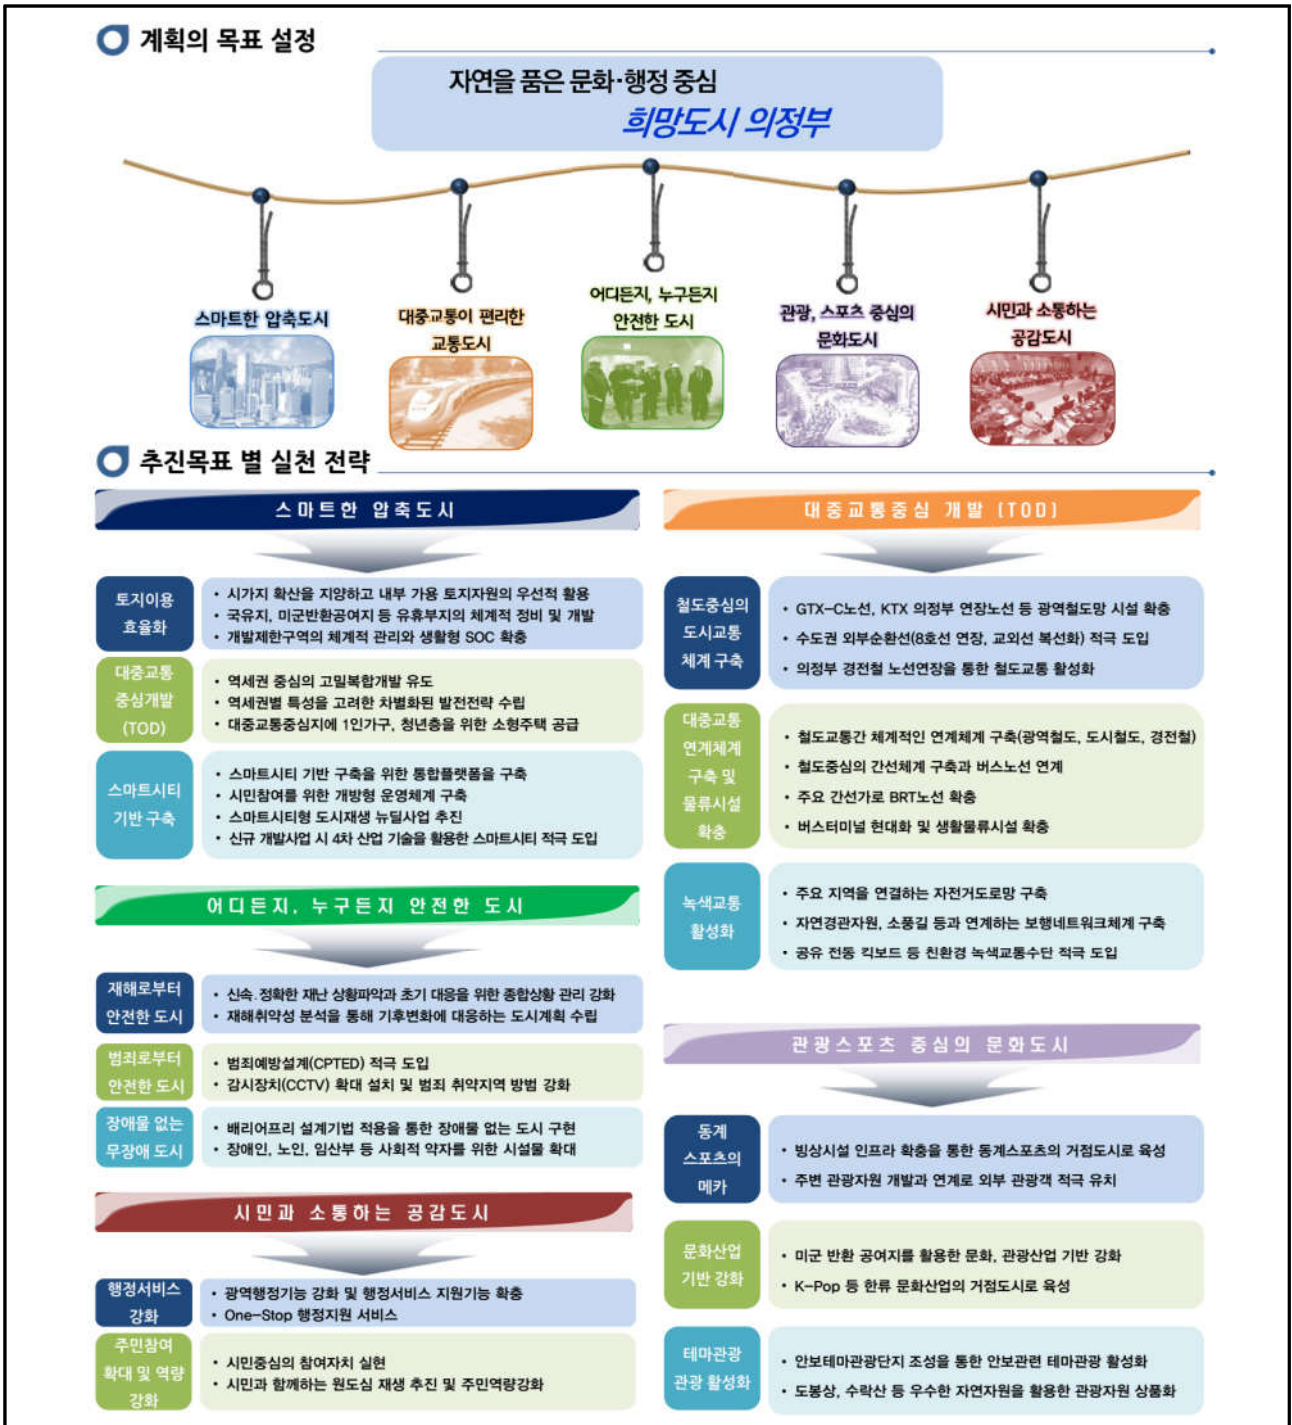 계획의 목표 설정
자연을 품은 문화·행정 중심
희망도시 의정부
스마트한 압축도시
대중교통이 편리한
교통도시
어디든지, 누구든지
안전한 도시
관광, 스포츠 중심의
문화도시
시민과 소통하는
공감도시
추진목표 별 실천 전략
스마트한 압축도시
토지이용
효율화
• 시가지 확산을 지양하고 내부 가용 토지자원의 우선적 활용
• 국유지, 미군반환공여지 등 유휴부지의 체계적 정비 및 개발
• 개발제한구역의 체계적 관리와 생활형 SOC 확충
대중교통
중심개발
(TOD)
• 역세권 중심의 고밀복합개발 유도
• 역세권별 특성을 고려한 차별화된 발전전략 수립
• 대중교통중심지에 1인가구, 청년층을 위한 소형주택 공급
스마트시티
기반 구축
• 스마트시티 기반 구축을 위한 통합플랫폼을 구축
• 시민참여를 위한 개방형 운영체계 구축
• 스마트시티형 도시재생 뉴딜사업 추진
• 신규 개발사업 시 4차 산업 기술을 활용한 스마트시티 적극 도입
어디든지, 누구든지 안전한 도시
재해로부터
안전한 도시
• 신속·정확한 재난 상황파악과 초기 대응을 위한 종합상황 관리 강화
• 재해취약성 분석을 통해 기후변화에 대응하는 도시계획 수립
범죄로부터
안전한 도시
• 범죄예방설계(CPTED) 적극 도입
• 감시장치(CCTV) 확대 설치 및 범죄 취약지역 방범 강화
장애물 없는
무장애 도시
• 배리어프리 설계기법 적용을 통한 장애물 없는 도시 구현
• 장애인, 노인, 임산부 등 사회적 약자를 위한 시설물 확대
시민과 소통하는 공감도시
행정서비스
강화
• 광역행정기능 강화 및 행정서비스 지원기능 확충
• One-Stop 행정지원 서비스
주민참여
확대 및 역량
강화
• 시민중심의 참여자치 실현
• 시민과 함께하는 원도심 재생 추진 및 주민역량강화
대중교통중심 개발 (TOD)
철도중심의
도시교통
체계 구축
• GTX-C노선, KTX 의정부 연장노선 등 광역철도망 시설 확충
• 수도권 외부순환선(8호선 연장, 교외선 복선화) 적극 도입
• 의정부 경전철 노선연장을 통한 철도교통 활성화
대중교통
연계체계
구축 및
물류시설
확충
• 철도교통간 체계적인 연계체계 구축(광역철도, 도시철도, 경전철)
• 철도중심의 간선체계 구축과 버스노선 연계
• 주요 간선가로 BRT노선 확충
• 버스터미널 현대화 및 생활물류시설 확충
녹색교통
활성화
• 주요 지역을 연결하는 자전거도로망 구축
• 자연경관자원, 소풍길 등과 연계하는 보행네트워크체계 구축
• 공유 전동 킥보드 등 친환경 녹색교통수단 적극 도입
관광스포츠 중심의 문화도시
동계
스포츠의
메카
• 빙상시설 인프라 확충을 통한 동계스포츠의 거점도시로 육성
• 주변 관광자원 개발과 연계로 외부 관광객 적극 유치
문화산업
기반 강화
• 미군 반환 공여지를 활용한 문화, 관광산업 기반 강화
• K-Pop 등 한류 문화산업의 거점도시로 육성
테마관광
관광 활성화
• 안보테마관광단지 조성을 통한 안보관련 테마관광 활성화
• 도봉상, 수락산 등 우수한 자연자원을 활용한 관광자원 상품화